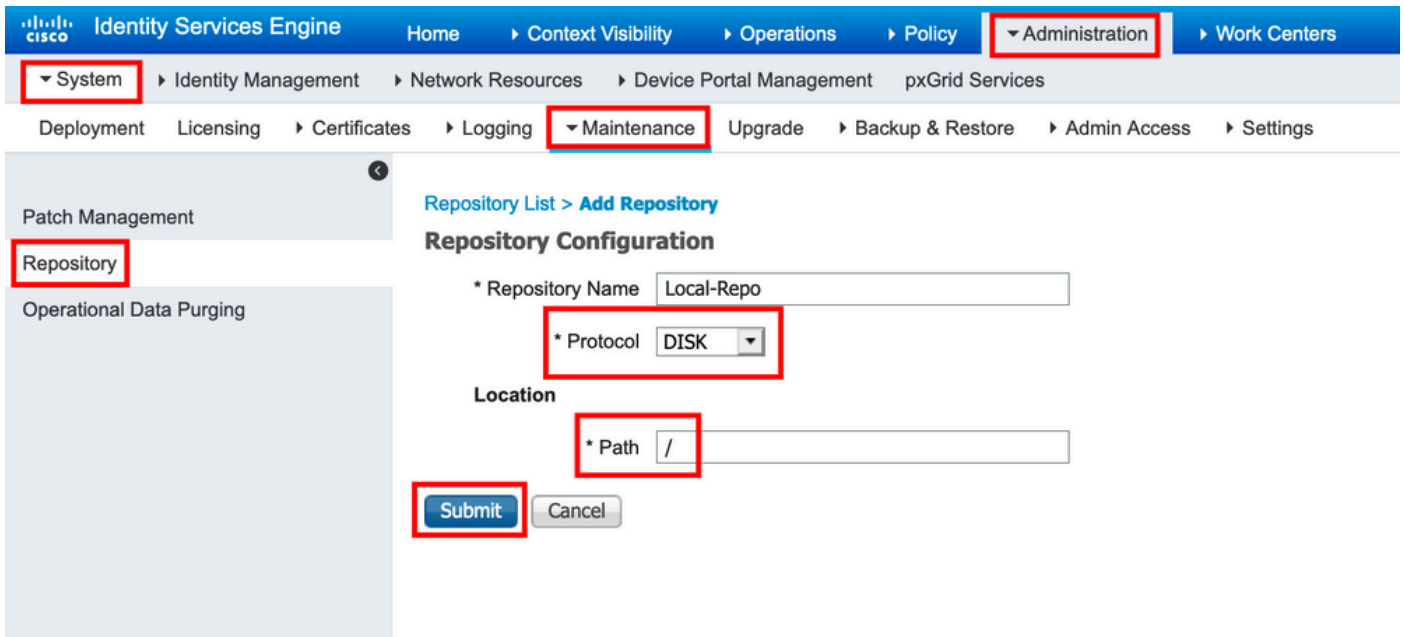 cisco Identity Services Engine Home Context Visibility Operations Policy Administration Work Centers
System Identity Management Network Resources Device Portal Management pxGrid Services
Deployment Licensing Certificates Logging Maintenance Upgrade Backup & Restore Admin Access Settings
Patch Management
Repository
Operational Data Purging
Repository List > Add Repository
Repository Configuration
* Repository Name Local-Repo
* Protocol DISK
Location
* Path /
Submit Cancel